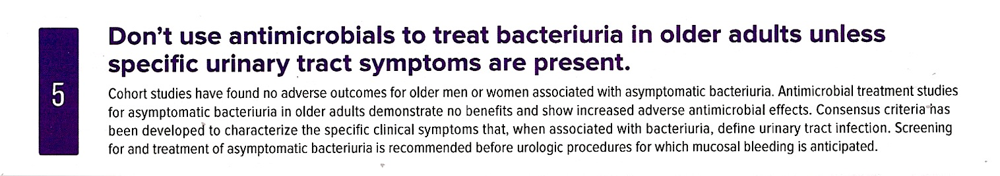 5
Don't use antimicrobials to treat bacteriuria in older adults unless
specific urinary tract symptoms are present.
Cohort studies have found no adverse outcomes for older men or women associated with asymptomatic bacteriuria. Antimicrobial treatment studies
for asymptomatic bacteriuria in older adults demonstrate no benefits and show increased adverse antimicrobial effects. Consensus criteria has
been developed to characterize the specific clinical symptoms that, when associated with bacteriuria, define urinary tract infection. Screening
for and treatment of asymptomatic bacteriuria is recommended before urologic procedures for which mucosal bleeding is anticipated.